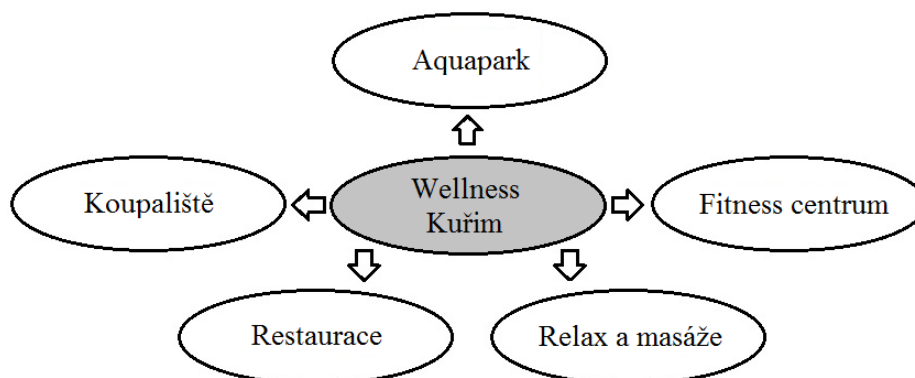 Aquapark
Koupaliště
Wellness
Kuřim
Fitness centrum
Restaurace
Relax a masáže